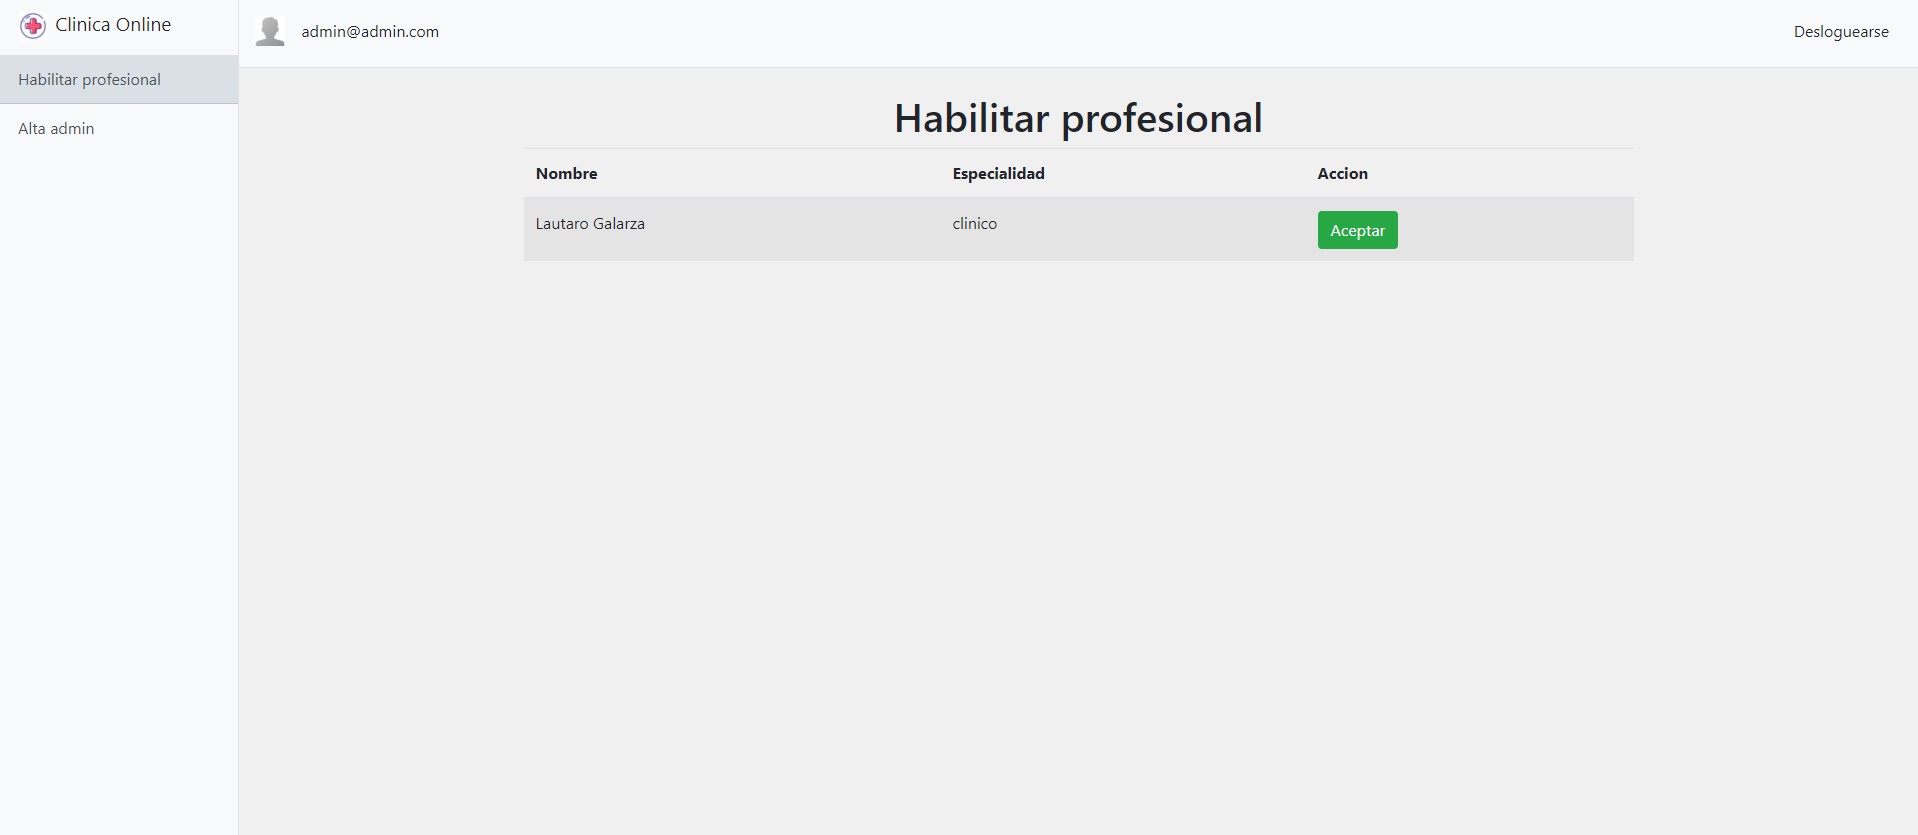 Clinica Online
admin@admin.com
Desloguearse
Habilitar profesional
Alta admin
Habilitar profesional
Nombre Especialidad Accion
Lautaro Galarza clinico Aceptar